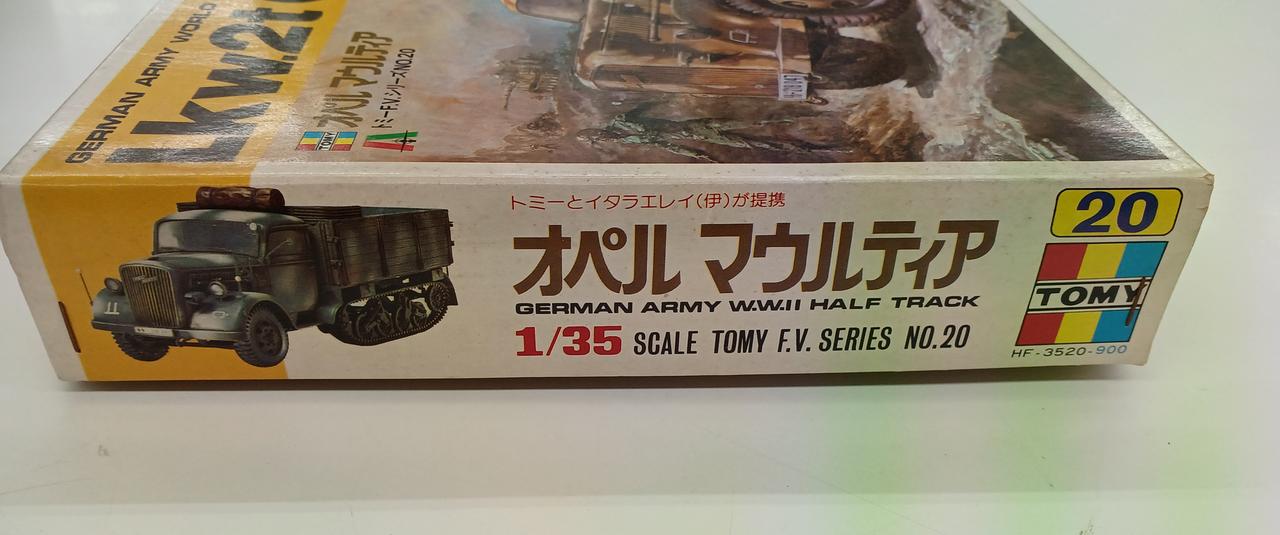 GERMAN ARMY WORLD
Lkw.2t
オペル マウルティア
トミーF.V.シリーズNO.20
TOMY
トミーとイタラエレイ(伊)が提携
オペル マウルティア
GERMAN ARMY W.W.II HALF TRACK
1/35 SCALE TOMY F.V. SERIES NO.20
20
TOMY
HF-3520-900